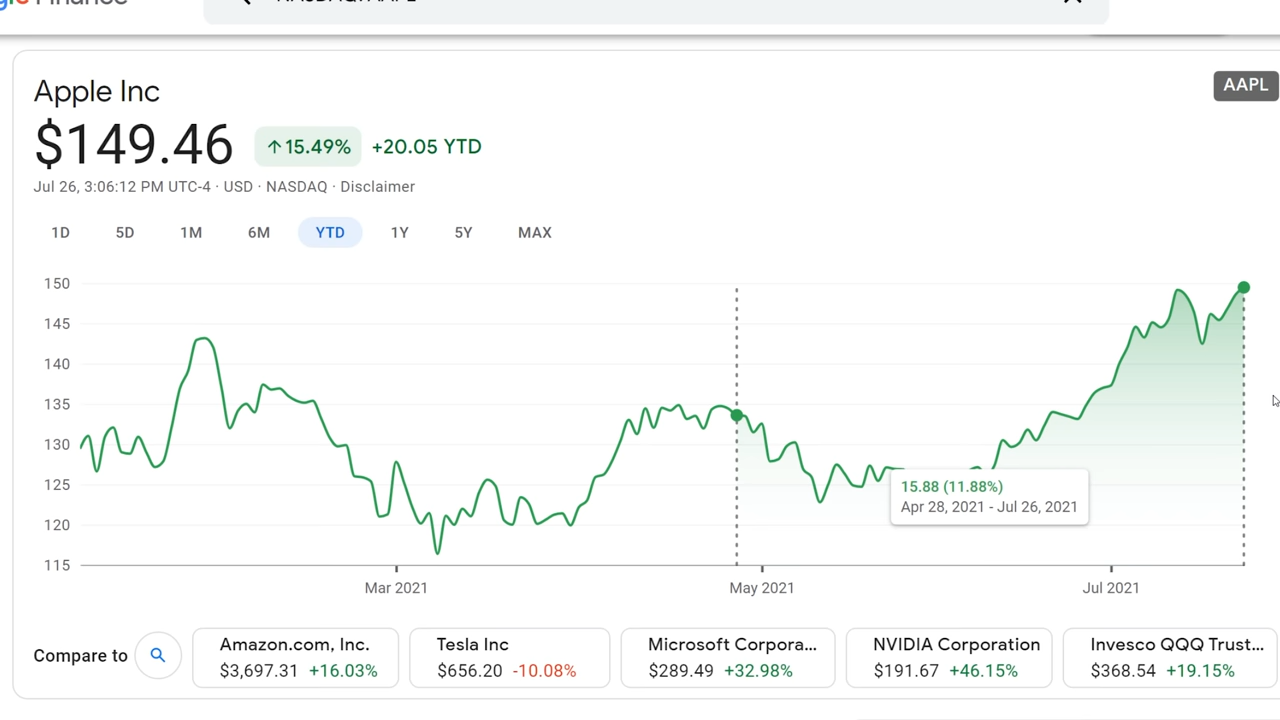 Apple Inc
AAPL
$149.46 ↑15.49% +20.05 YTD
Jul 26, 3:06:12 PM UTC-4 · USD · NASDAQ · Disclaimer
1D 5D 1M 6M YTD 1Y 5Y MAX
150
145
140
135
130
125
120
115
15.88 (11.88%)
Apr 28, 2021 - Jul 26, 2021
Mar 2021 May 2021 Jul 2021
Compare to
Amazon.com, Inc.
$3,697.31 +16.03%
Tesla Inc
$656.20 -10.08%
Microsoft Corpora...
$289.49 +32.98%
NVIDIA Corporation
$191.67 +46.15%
Invesco QQQ Trust...
$368.54 +19.15%